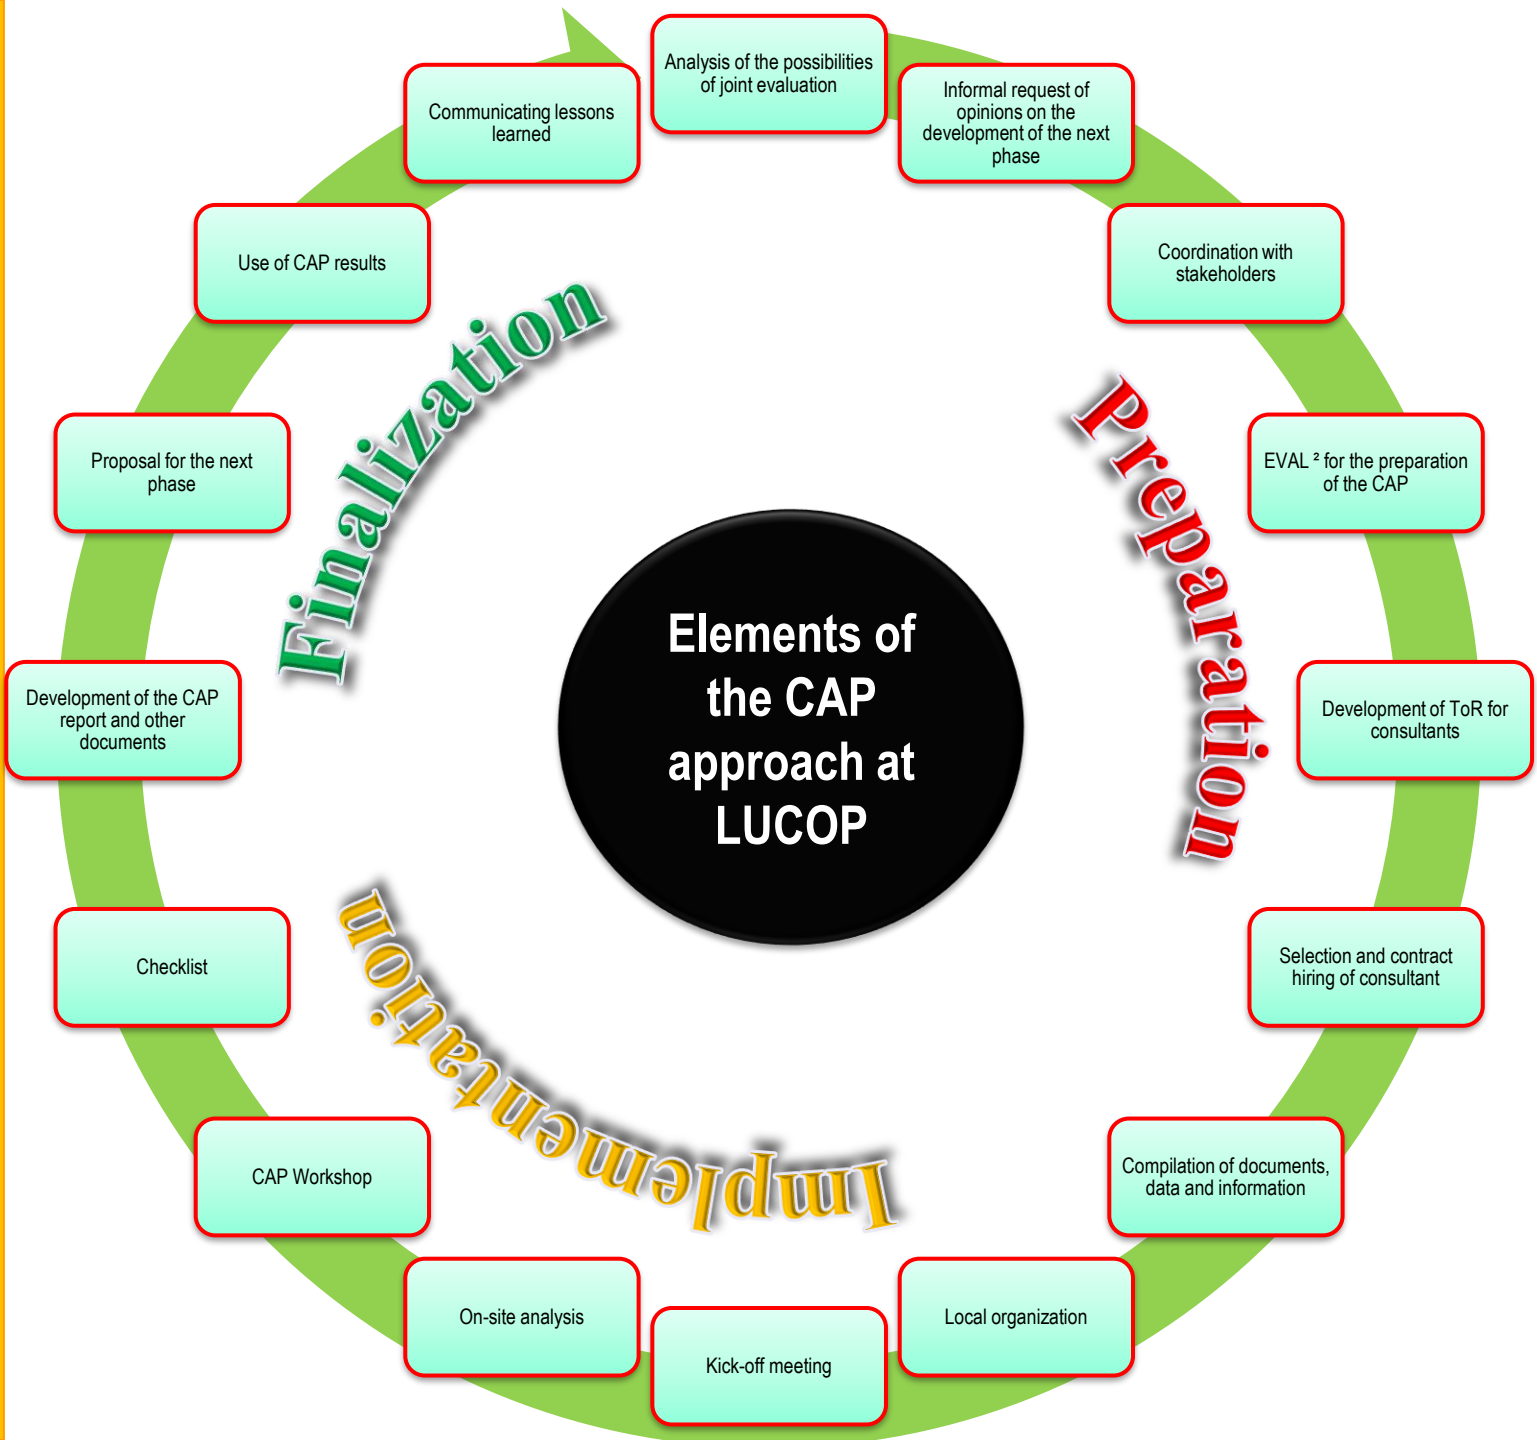 Analysis of the possibilities
of joint evaluation
Informal request of
opinions on the
development of the next
phase
Coordination with
stakeholders
EVAL ² for the preparation
of the CAP
Development of ToR for
consultants
Selection and contract
hiring of consultant
Compilation of documents,
data and information
Local organization
Kick-off meeting
On-site analysis
CAP Workshop
Checklist
Development of the CAP
report and other
documents
Proposal for the next
phase
Use of CAP results
Communicating lessons
learned
Preparation
Implementation
Finalization
Elements of
the CAP
approach at
LUCOP